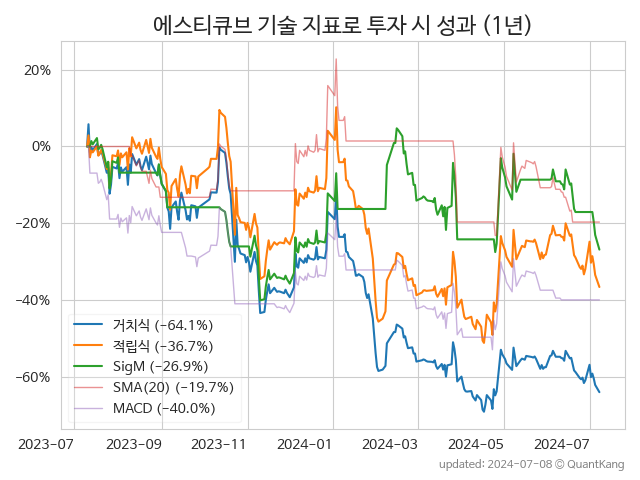 에스티큐브 기술 지표로 투자 시 성과 (1년)
20%
0%
−20%
−40%
−60%
거치식 (−64.1%)
적립식 (−36.7%)
SigM (−26.9%)
SMA(20) (−19.7%)
MACD (−40.0%)
2023-07 2023-09 2023-11 2024-01 2024-03 2024-05 2024-07
updated: 2024-07-08 © QuantKang